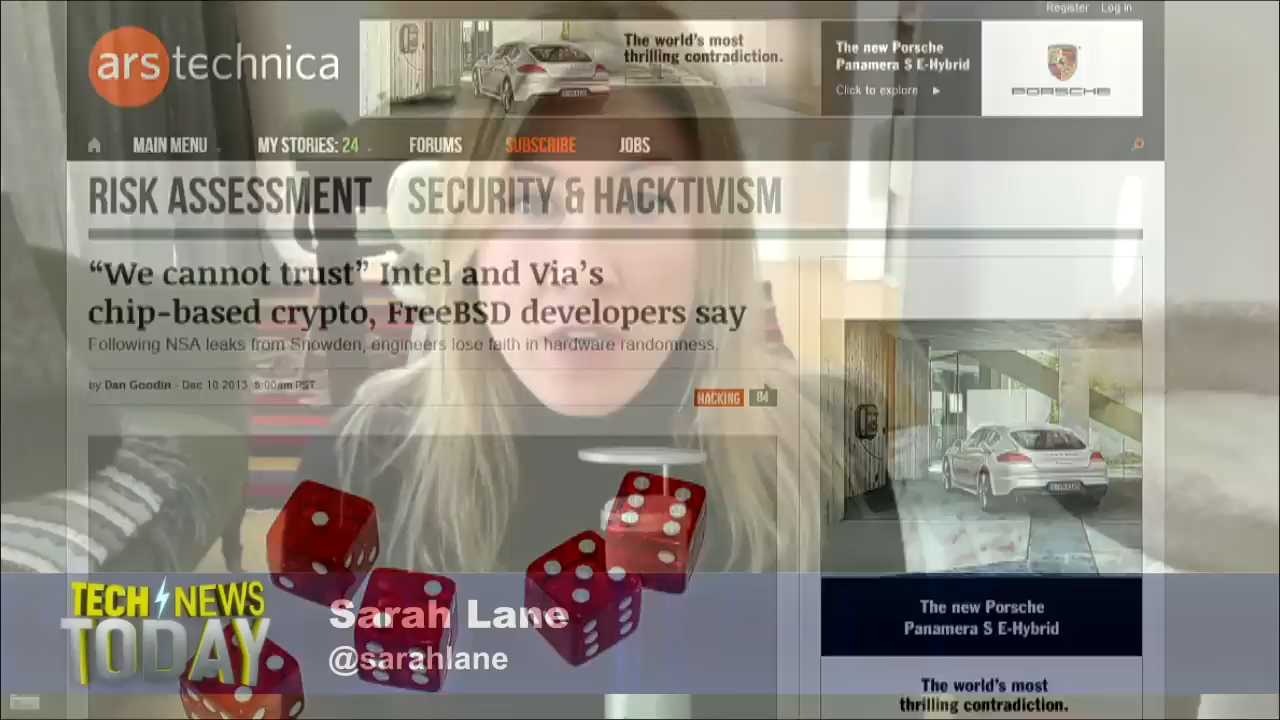 Register Log in
ars technica
The world's most
thrilling contradiction.
The new Porsche
Panamera S E-Hybrid
Click to explore
PORSCHE
MAIN MENU MY STORIES: 24 FORUMS SUBSCRIBE JOBS
RISK ASSESSMENT SECURITY & HACKTIVISM
“We cannot trust” Intel and Via’s
chip-based crypto, FreeBSD developers say
Following NSA leaks from Snowden, engineers lose faith in hardware randomness.
by Dan Goodin - Dec 10 2013, 9:00am PST
HACKING 84
TECH NEWS
TODAY
Sarah Lane
@sarahlane
The new Porsche
Panamera S E-Hybrid
The world's most
thrilling contradiction.